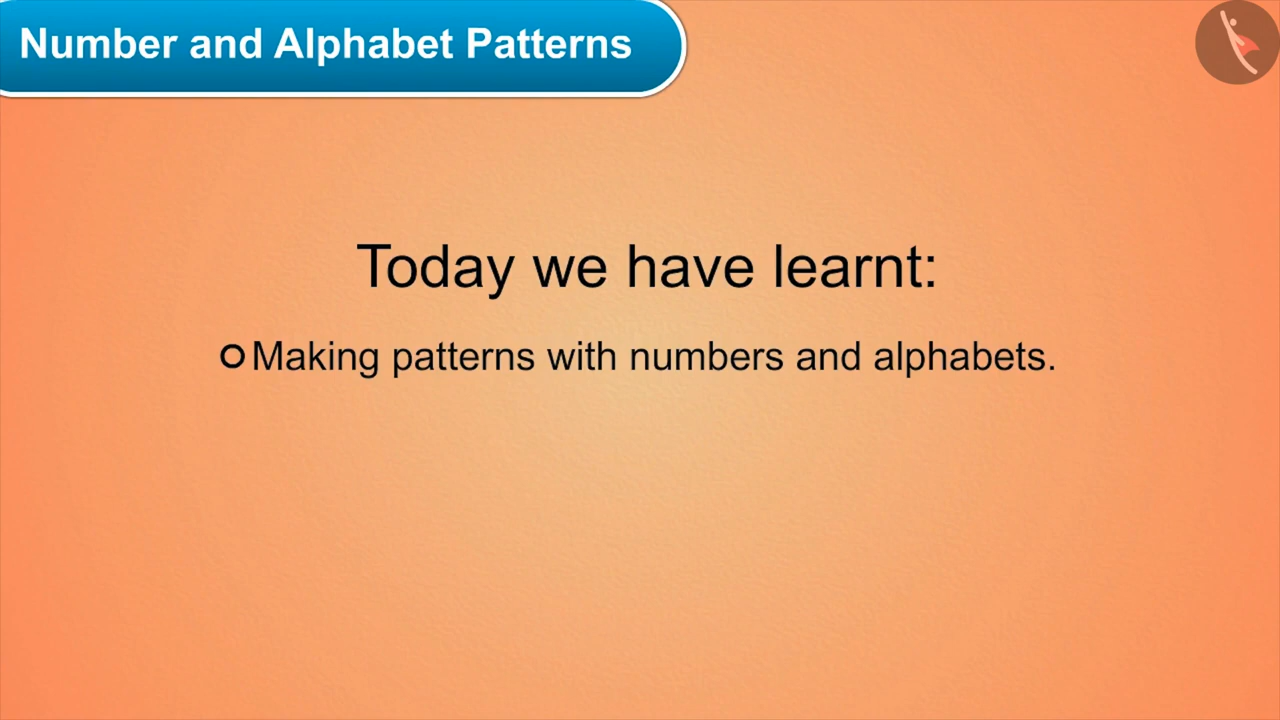 Number and Alphabet Patterns
Today we have learnt:
Making patterns with numbers and alphabets.